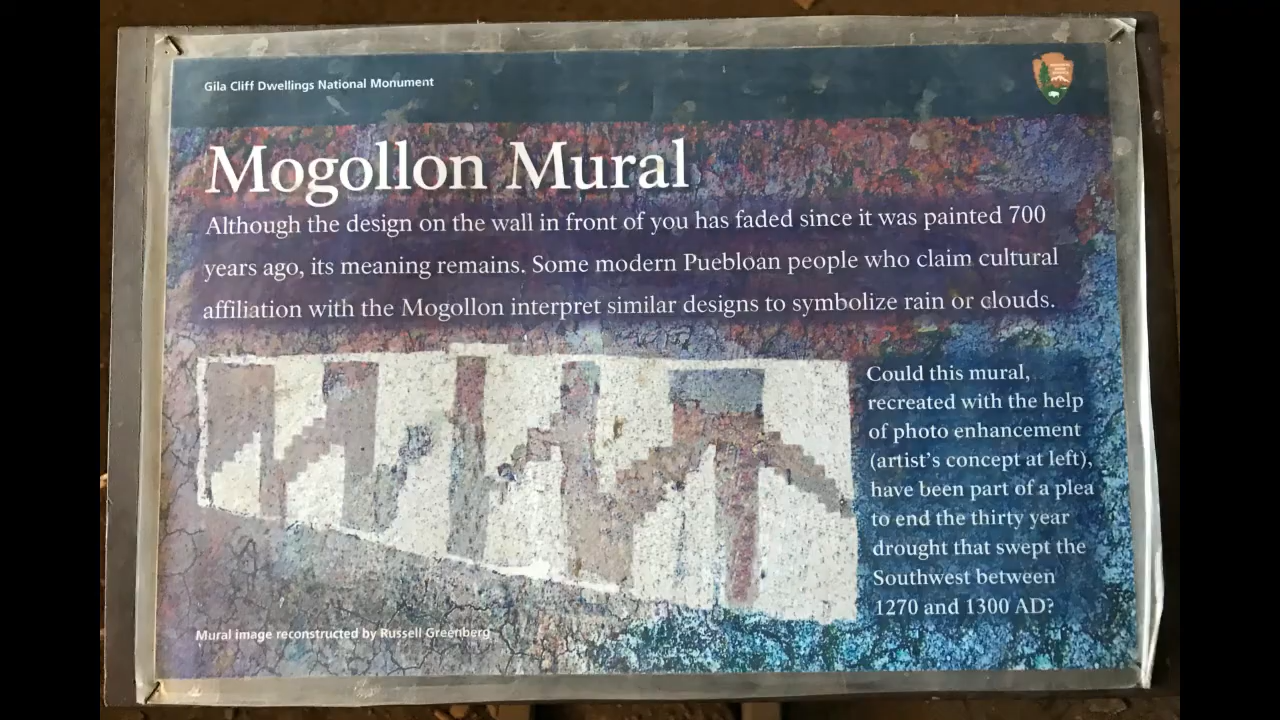 Gila Cliff Dwellings National Monument
Mogollon Mural
Although the design on the wall in front of you has faded since it was painted 700
years ago, its meaning remains. Some modern Puebloan people who claim cultural
affiliation with the Mogollon interpret similar designs to symbolize rain or clouds.
Could this mural,
recreated with the help
of photo enhancement
(artist's concept at left),
have been part of a plea
to end the thirty year
drought that swept the
Southwest between
1270 and 1300 AD?
Mural image reconstructed by Russell Greenberg